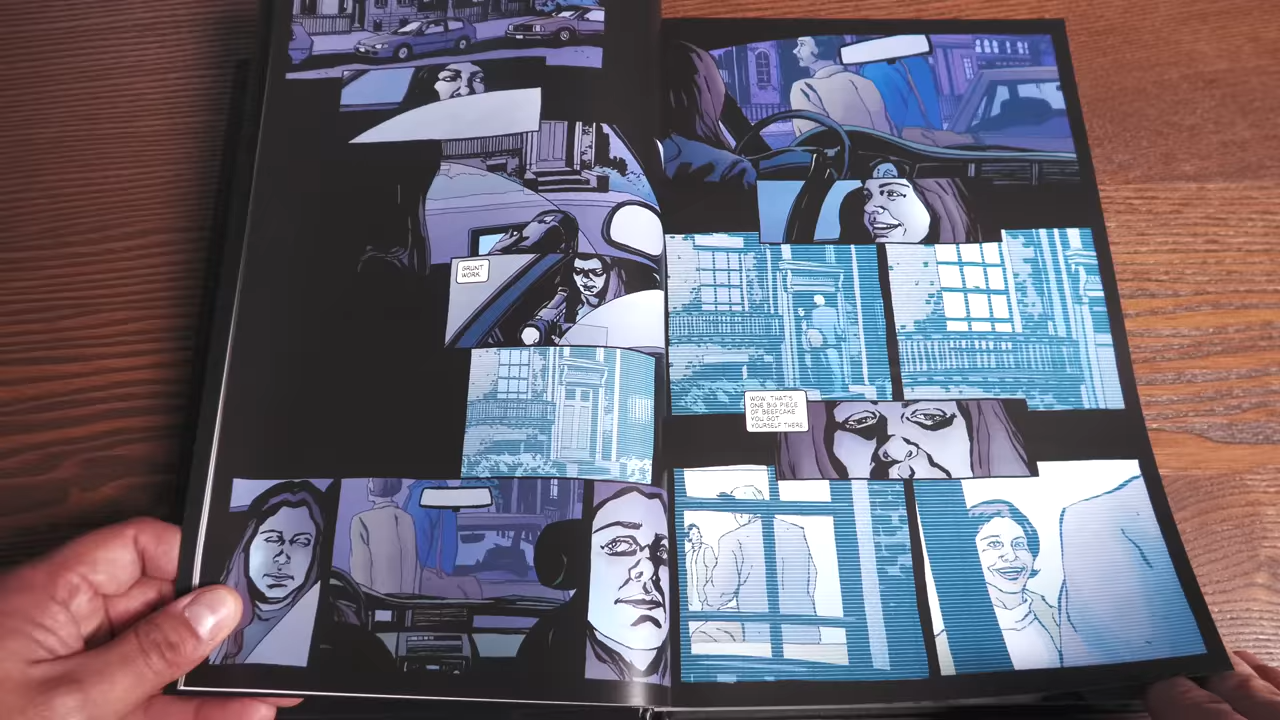 GRUNT
WORK.
WOW. THAT'S
ONE BIG PIECE
OF BEEFCAKE
YOU GOT
YOURSELF THERE.